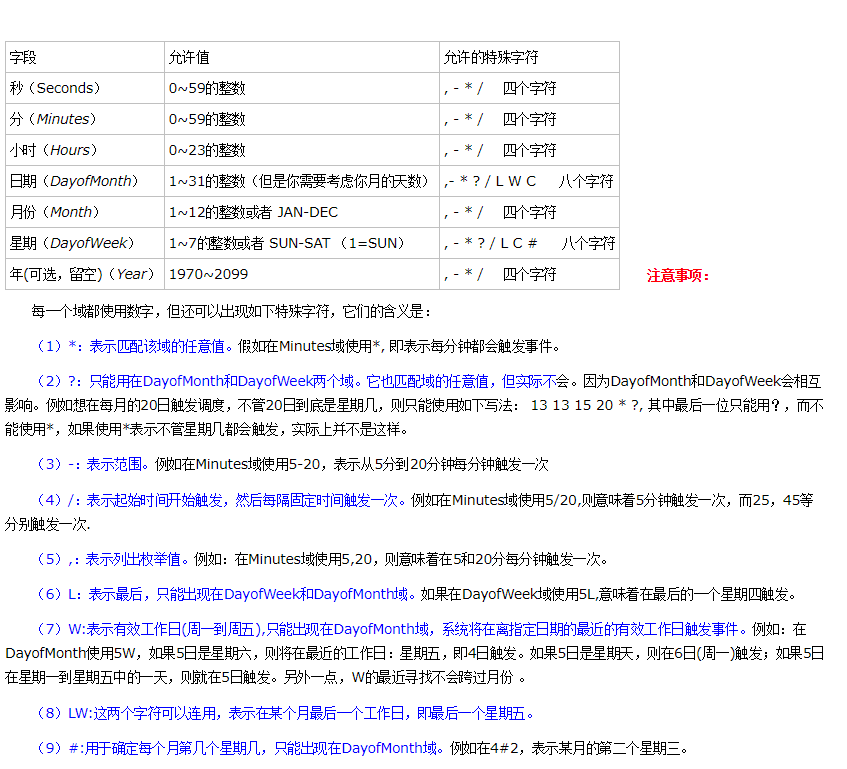 字段 允许值 允许的特殊字符
秒（Seconds） 0~59的整数 , - * / 四个字符
分（Minutes） 0~59的整数 , - * / 四个字符
小时（Hours） 0~23的整数 , - * / 四个字符
日期（DayofMonth） 1~31的整数（但是你需要考虑你月的天数） ,- * ? / L W C 八个字符
月份（Month） 1~12的整数或者 JAN-DEC , - * / 四个字符
星期（DayofWeek） 1~7的整数或者 SUN-SAT （1=SUN） , - * ? / L C # 八个字符
年(可选，留空)（Year） 1970~2099 , - * / 四个字符 注意事项：
每一个域都使用数字，但还可以出现如下特殊字符，它们的含义是：
（1）*：表示匹配该域的任意值。假如在Minutes域使用*, 即表示每分钟都会触发事件。
（2）?：只能用在DayofMonth和DayofWeek两个域。它也匹配域的任意值，但实际不会。因为DayofMonth和DayofWeek会相互
影响。例如想在每月的20日触发调度，不管20日到底是星期几，则只能使用如下写法： 13 13 15 20 * ?, 其中最后一位只能用？，而不
能使用*，如果使用*表示不管星期几都会触发，实际上并不是这样。
（3）-：表示范围。例如在Minutes域使用5-20，表示从5分到20分钟每分钟触发一次
（4）/：表示起始时间开始触发，然后每隔固定时间触发一次。例如在Minutes域使用5/20,则意味着5分钟触发一次，而25，45等
分别触发一次.
（5）,：表示列出枚举值。例如：在Minutes域使用5,20，则意味着在5和20分每分钟触发一次。
（6）L：表示最后，只能出现在DayofWeek和DayofMonth域。如果在DayofWeek域使用5L,意味着在最后的一个星期四触发。
（7）W:表示有效工作日(周一到周五),只能出现在DayofMonth域，系统将在离指定日期的最近的有效工作日触发事件。例如：在
DayofMonth使用5W，如果5日是星期六，则将在最近的工作日：星期五，即4日触发。如果5日是星期天，则在6日(周一)触发；如果5日
在星期一到星期五中的一天，则就在5日触发。另外一点，W的最近寻找不会跨过月份 。
（8）LW:这两个字符可以连用，表示在某个月最后一个工作日，即最后一个星期五。
（9）#:用于确定每个月第几个星期几，只能出现在DayofMonth域。例如在4#2，表示某月的第二个星期三。